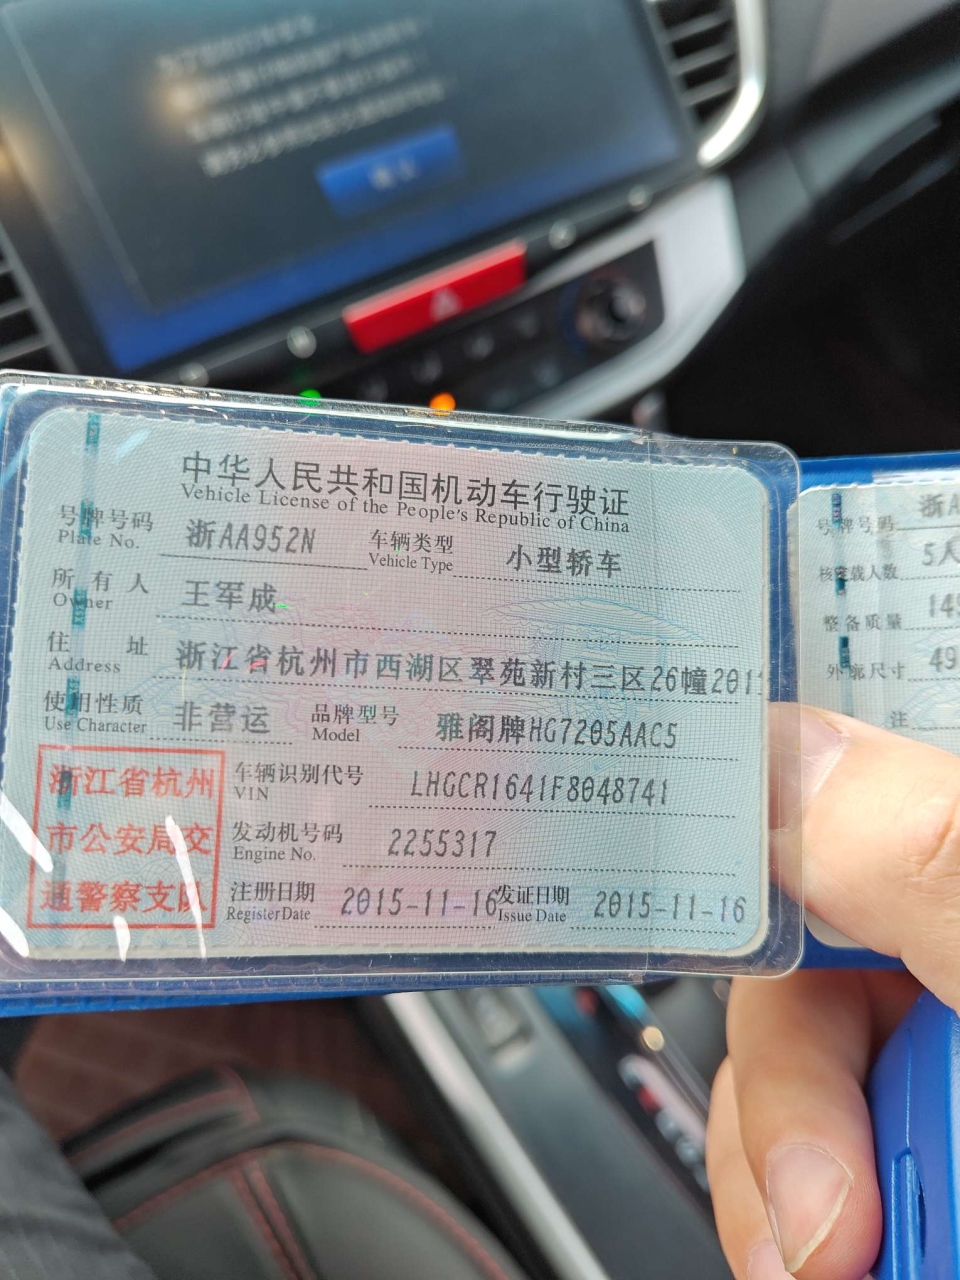 中华人民共和国机动车行驶证
Vehicle License of the People's Republic of China
号牌号码 浙AA952N 车辆类型 小型轿车
Plate No. Vehicle Type
所有人 王军成
Owner
住址 浙江省杭州市西湖区翠苑新村三区26幢201
Address
使用性质 非营运 品牌型号 雅阁牌HG7205AAC5
Use Character Model
浙江省杭州
市公安局交
通警察支队
车辆识别代号 LHGCR1641F8048741
VIN
发动机号码 2255317
Engine No.
注册日期 2015-11-16 发证日期 2015-11-16
Register Date Issue Date
号牌号码 浙A
核定载人数 5人
整备质量 149
外廓尺寸 49
注